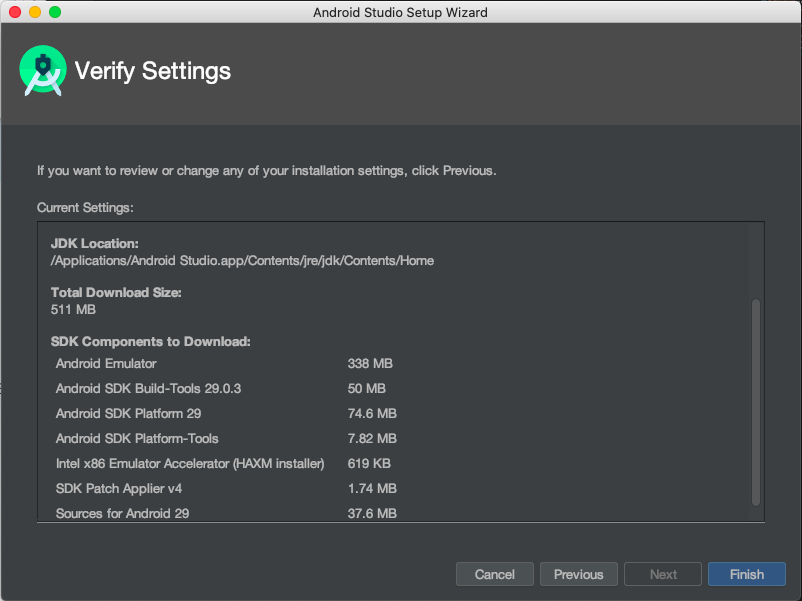 Android Studio Setup Wizard
Verify Settings
If you want to review or change any of your installation settings, click Previous.
Current Settings:
JDK Location:
/Applications/Android Studio.app/Contents/jre/jdk/Contents/Home
Total Download Size:
511 MB
SDK Components to Download:
Android Emulator 338 MB
Android SDK Build-Tools 29.0.3 50 MB
Android SDK Platform 29 74.6 MB
Android SDK Platform-Tools 7.82 MB
Intel x86 Emulator Accelerator (HAXM installer) 619 KB
SDK Patch Applier v4 1.74 MB
Sources for Android 29 37.6 MB
Cancel Previous Next Finish